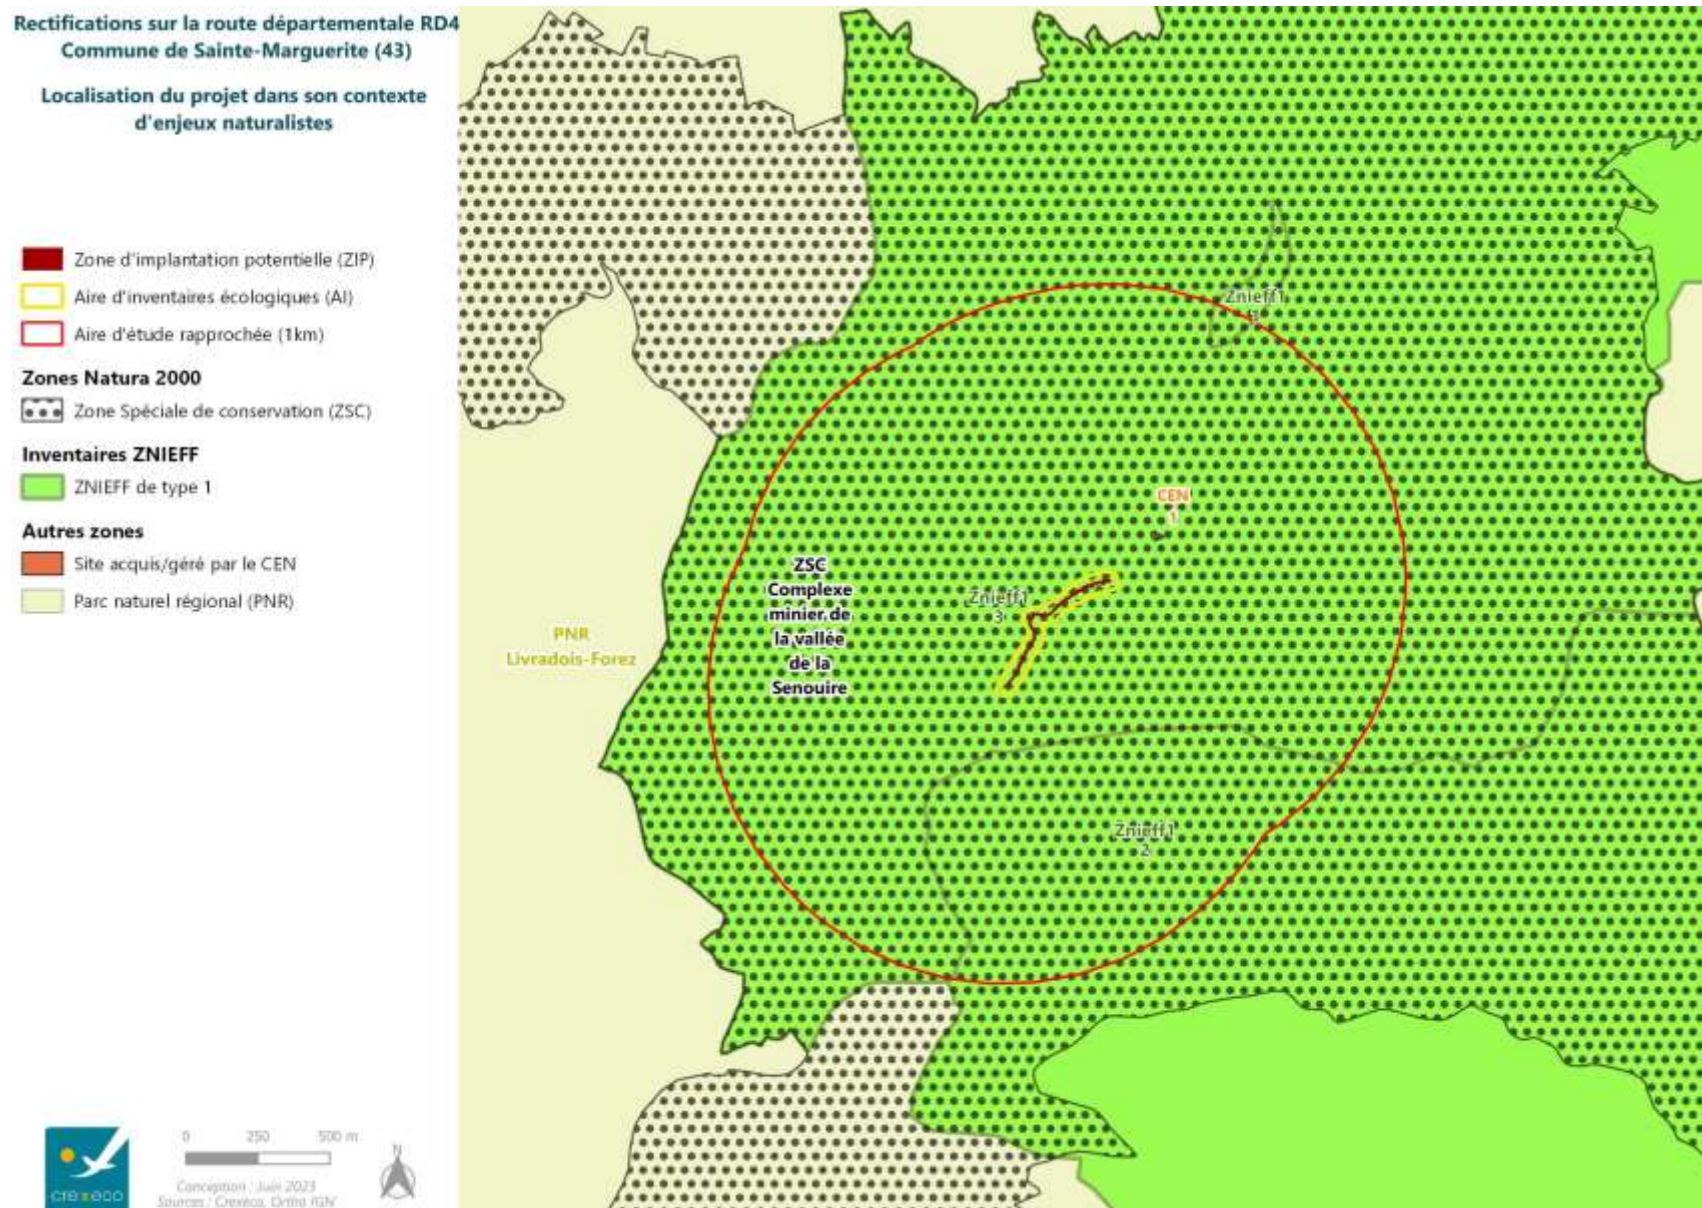 Rectifications sur la route départementale RD4
Commune de Sainte-Marguerite (43)
Localisation du projet dans son contexte
d'enjeux naturalistes
Zone d'implantation potentielle (ZIP)
Aire d'inventaires écologiques (AI)
Aire d'étude rapprochée (1km)
Zones Natura 2000
Zone Spéciale de conservation (ZSC)
Inventaires ZNIEFF
ZNIEFF de type 1
Autres zones
Site acquis/géré par le CEN
Parc naturel régional (PNR)
Znieff1
CEN
1
ZSC
Complexe
minier de
la vallée
de la
Senouire
Znieff1
3
PNR
Livradois-Forez
Znieff1
2
0 250 500 m
N
crexeco
Conception : Juin 2023
Sources : Crexeco, Ortho IGN